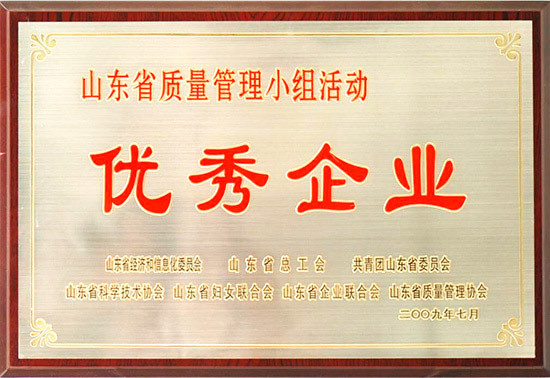 山东省质量管理小组活动
优秀企业
山东省经济和信息化委员会 山东省总工会 共青团山东省委员会
山东省科学技术协会 山东省妇女联合会 山东省企业联合会 山东省质量管理协会
二〇〇九年七月